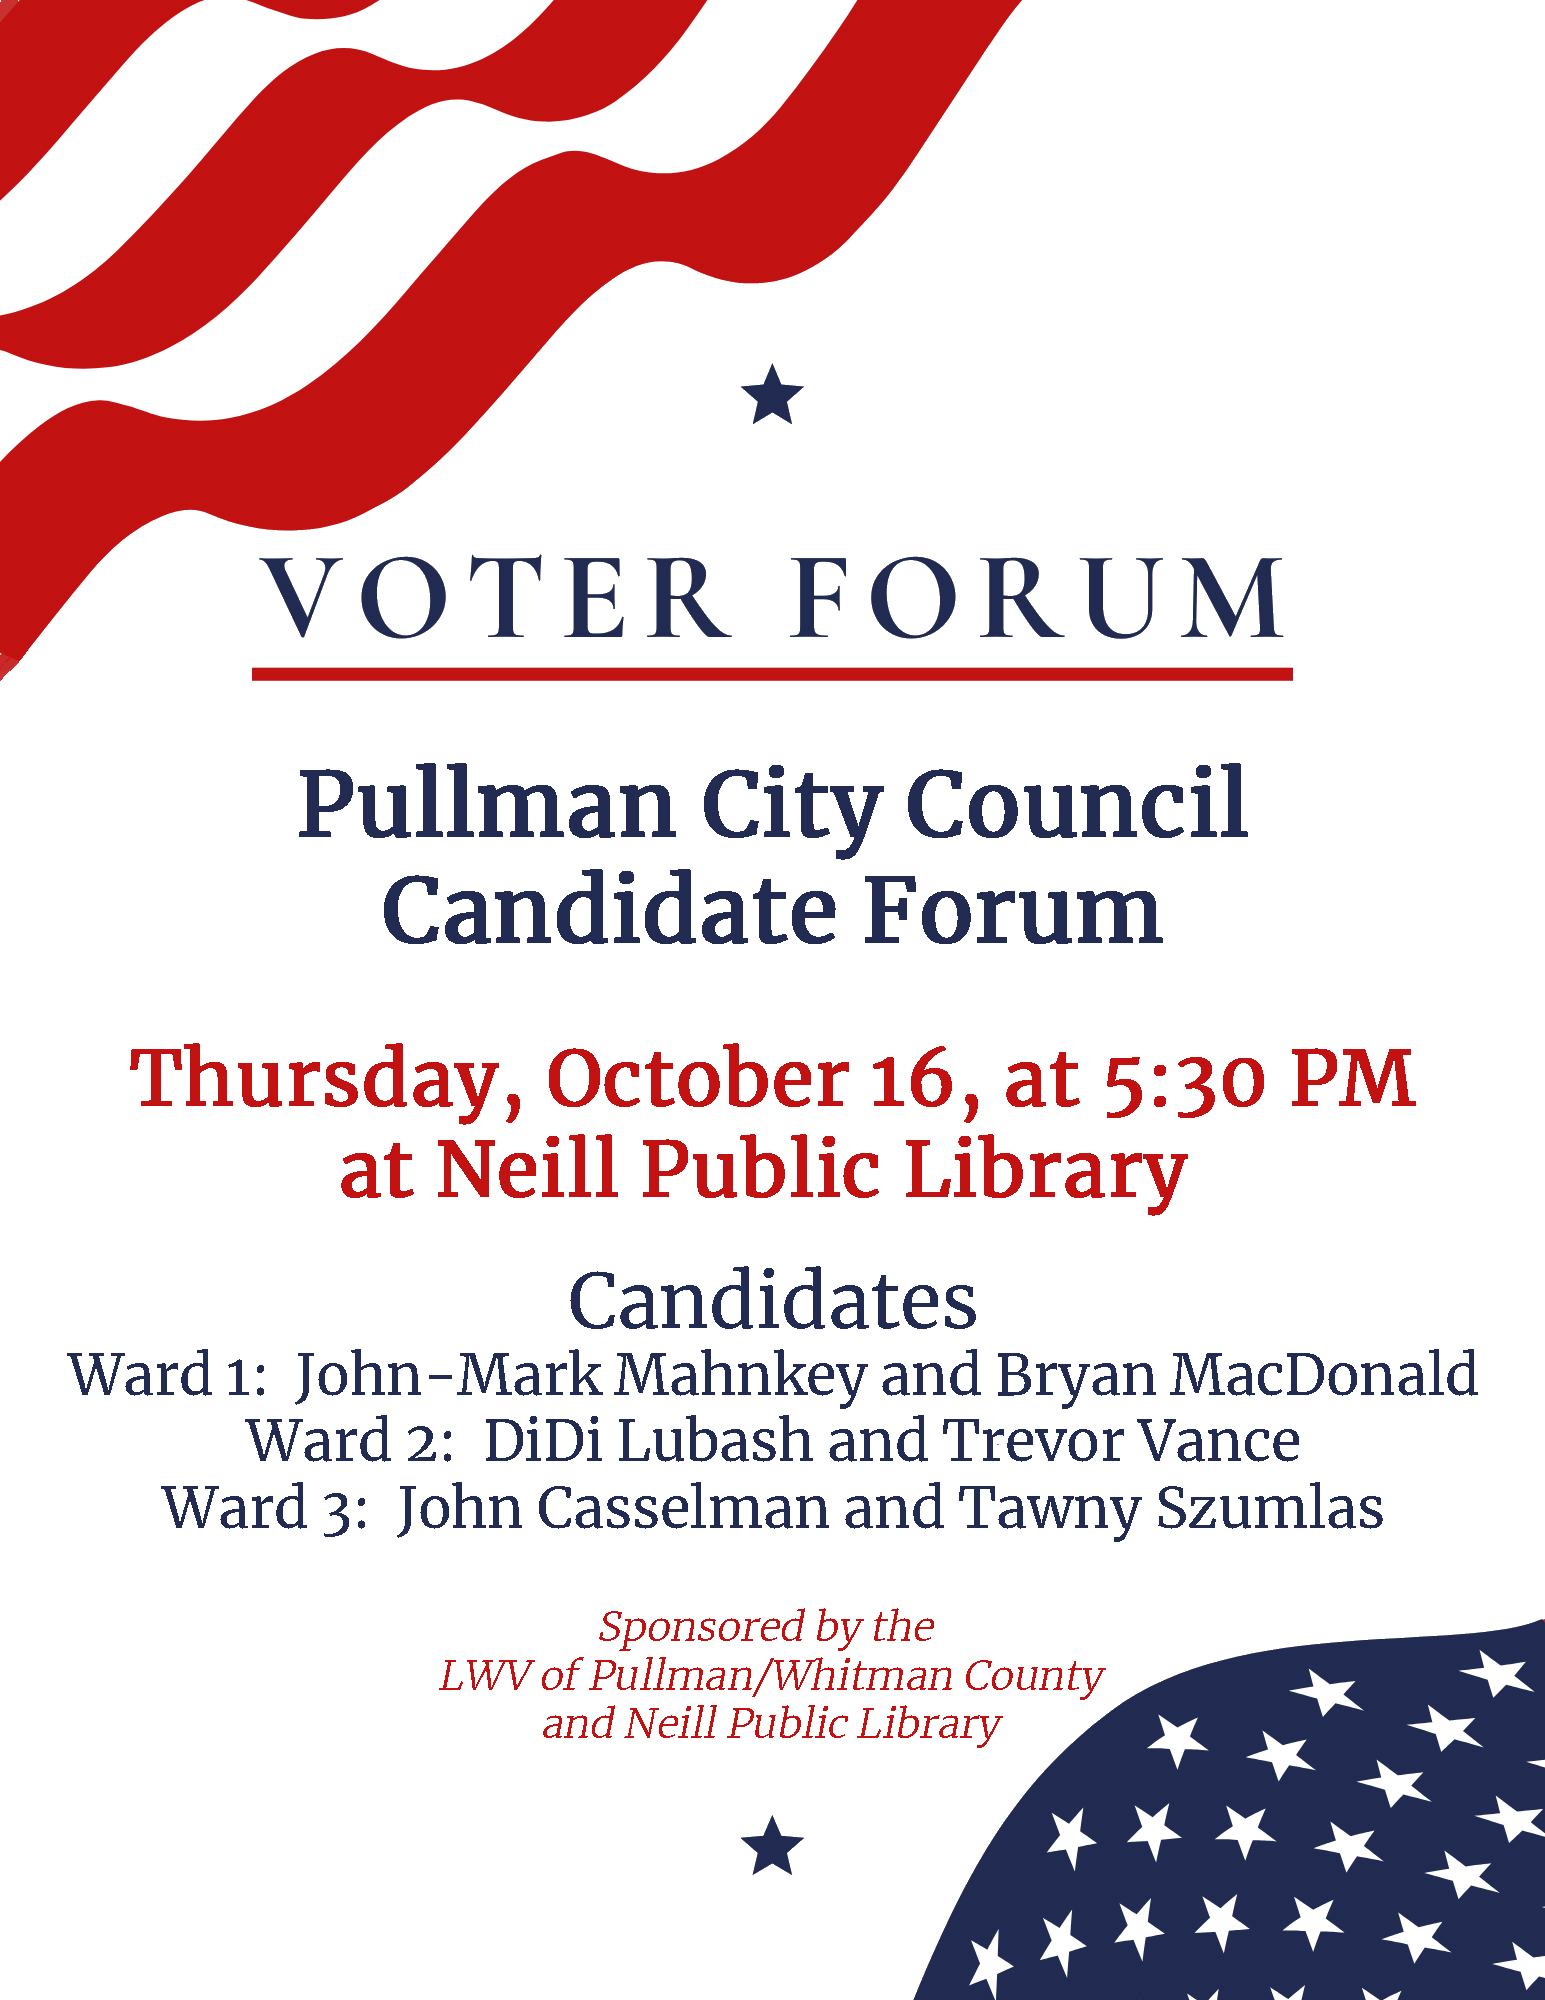 VOTER FORUM
Pullman City Council
Candidate Forum
Thursday, October 16, at 5:30 PM
at Neill Public Library
Candidates
Ward 1: John-Mark Mahnkey and Bryan MacDonald
Ward 2: DiDi Lubash and Trevor Vance
Ward 3: John Casselman and Tawny Szumlas
Sponsored by the
LWV of Pullman/Whitman County
and Neill Public Library